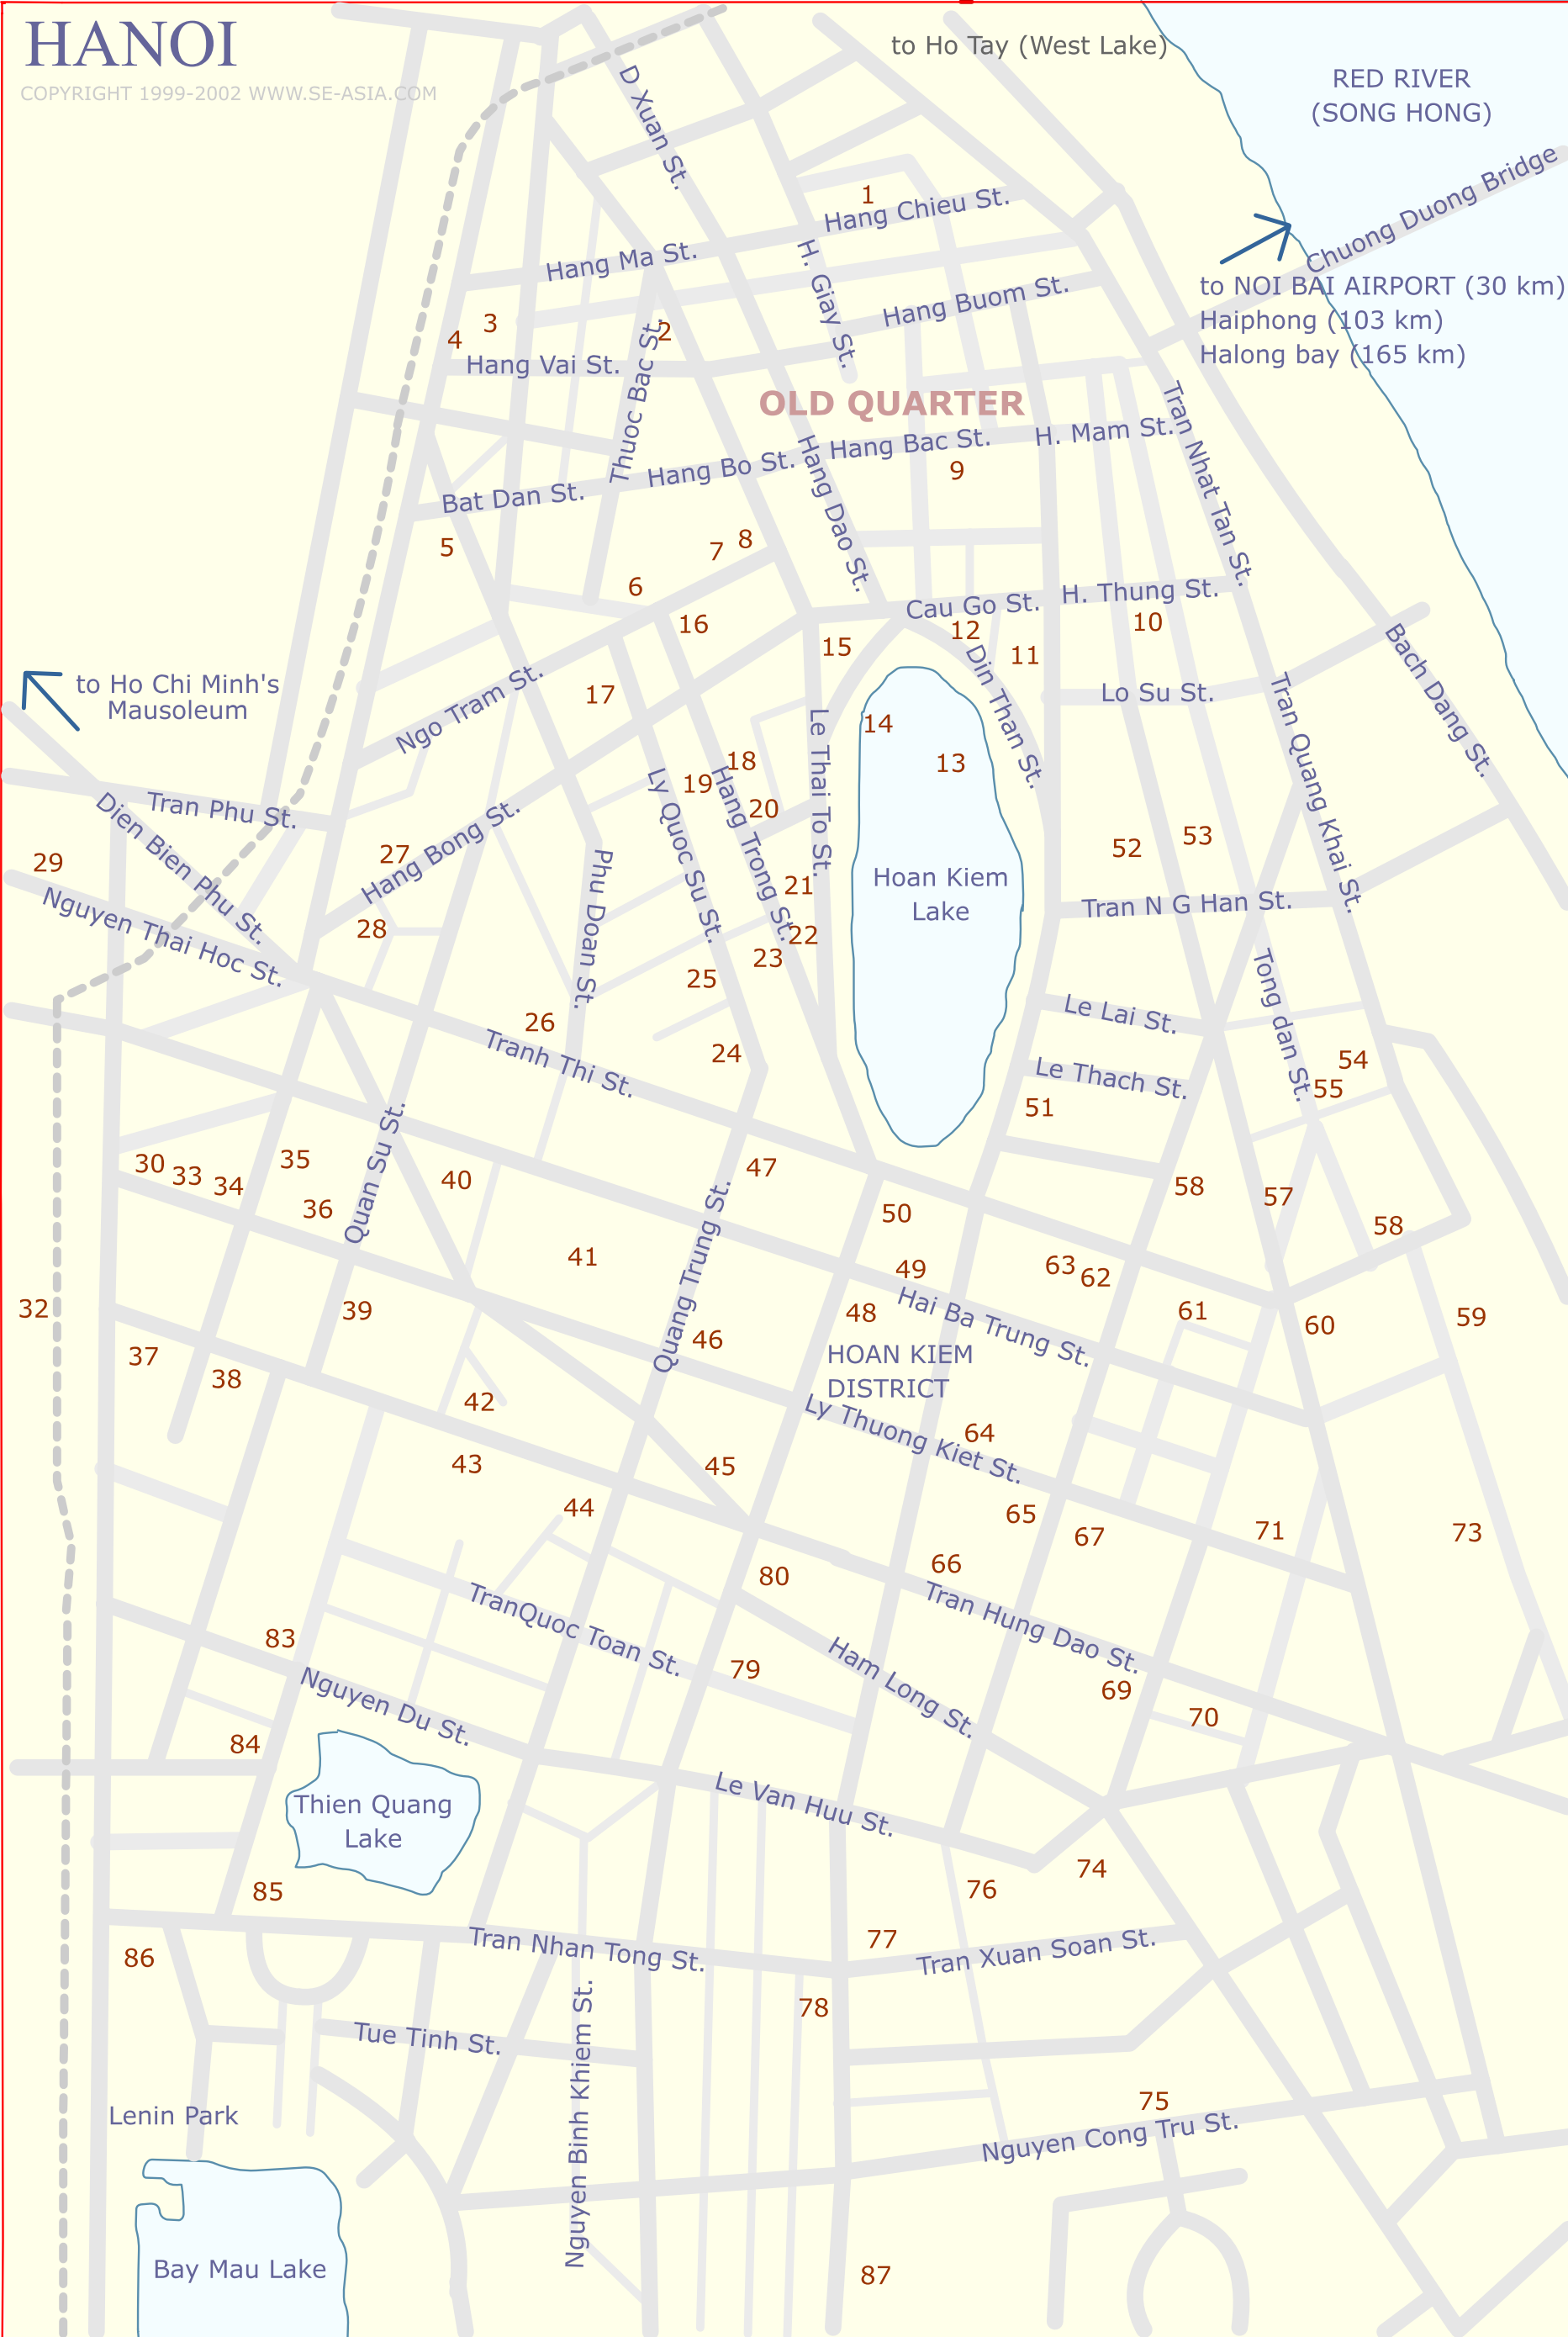 HANOI
COPYRIGHT 1999-2002 WWW.SE-ASIA.COM
to Ho Tay (West Lake)
RED RIVER
(SONG HONG)
D Xuan St.
Chuong Duong Bridge
1
Hang Chieu St.
Hang Ma St.
H. Giay St.
to NOI BAI AIRPORT (30 km)
Haiphong (103 km)
Halong bay (165 km)
Hang Buom St.
3
4
2
Hang Vai St.
Thuoc Bac St.
OLD QUARTER
Tran Nhat Tan St.
Hang Bac St.
H. Mam St.
Hang Bo St.
Hang Dao St.
9
Bat Dan St.
5
7
8
6
Cau Go St.
H. Thung St.
16
15
12
10
11
Din Than St.
Bach Dang St.
to Ho Chi Minh's
Mausoleum
17
Ngo Tram St.
Lo Su St.
Tran Quang Khai St.
14
13
Le Thai To St.
18
19
20
Hang Trong St.
Ly Quoc Su St.
Tran Phu St.
Dien Bien Phu St.
Hang Bong St.
27
29
52
53
Phu Doan St.
21
Hoan Kiem
Lake
Nguyen Thai Hoc St.
28
22
23
25
Tran N G Han St.
Tong dan St.
26
Tranh Thi St.
24
Le Lai St.
54
55
Le Thach St.
51
30
33
34
35
36
Quan Su St.
40
47
Quang Trung St.
58
57
50
58
41
49
63
62
32
39
48
Hai Ba Trung St.
61
60
59
37
38
46
HOAN KIEM
DISTRICT
42
Ly Thuong Kiet St.
64
43
45
44
65
67
71
73
80
66
TranQuoc Toan St.
Tran Hung Dao St.
83
79
Ham Long St.
69
70
Nguyen Du St.
84
Thien Quang
Lake
Le Van Huu St.
74
85
76
77
86
Tran Nhan Tong St.
Tran Xuan Soan St.
78
Tue Tinh St.
Nguyen Binh Khiem St.
Lenin Park
75
Nguyen Cong Tru St.
Bay Mau Lake
87